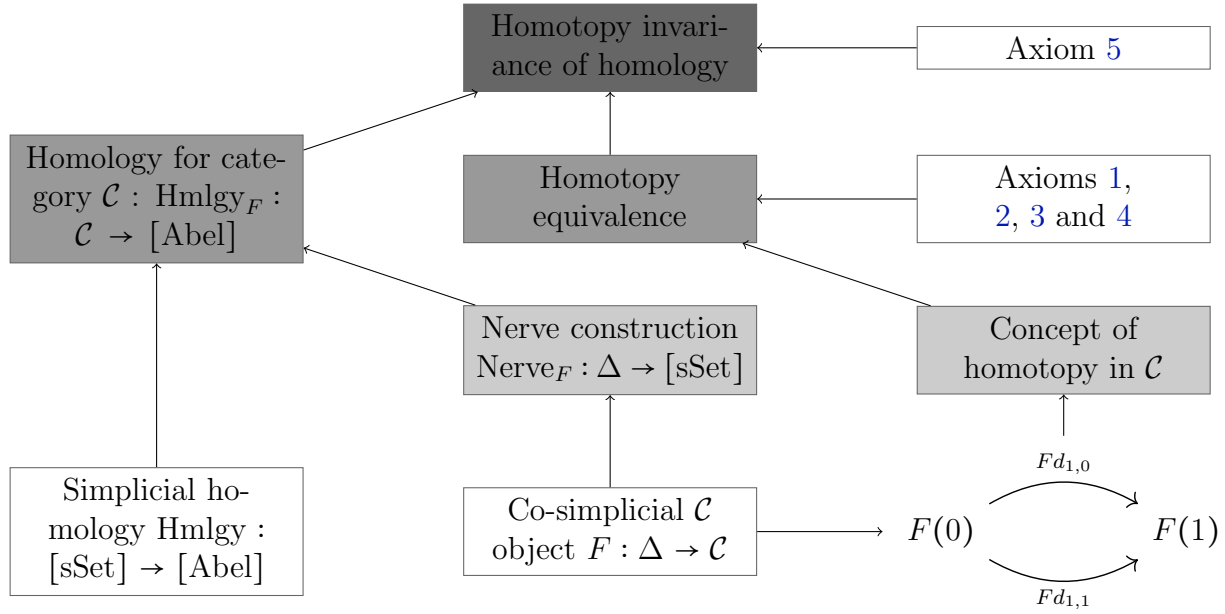 Homotopy invari-
ance of homology
Axiom 5
Homology for cate-
gory 𝒞 : Hmlgy_F :
𝒞 → [Abel]
Homotopy
equivalence
Axioms 1,
2, 3 and 4
Nerve construction
Nerve_F : Δ → [sSet]
Concept of
homotopy in 𝒞
Simplicial ho-
mology Hmlgy :
[sSet] → [Abel]
Co-simplicial 𝒞
object F : Δ → 𝒞
Fd_{1,0}
F(0) F(1)
Fd_{1,1}